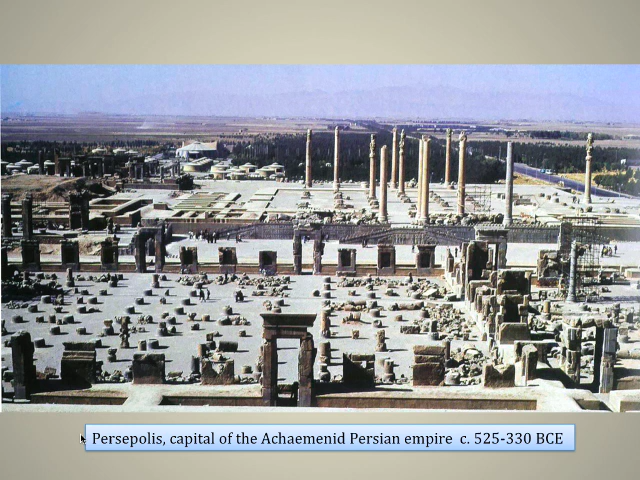 Persepolis, capital of the Achaemenid Persian empire  c. 525-330 BCE